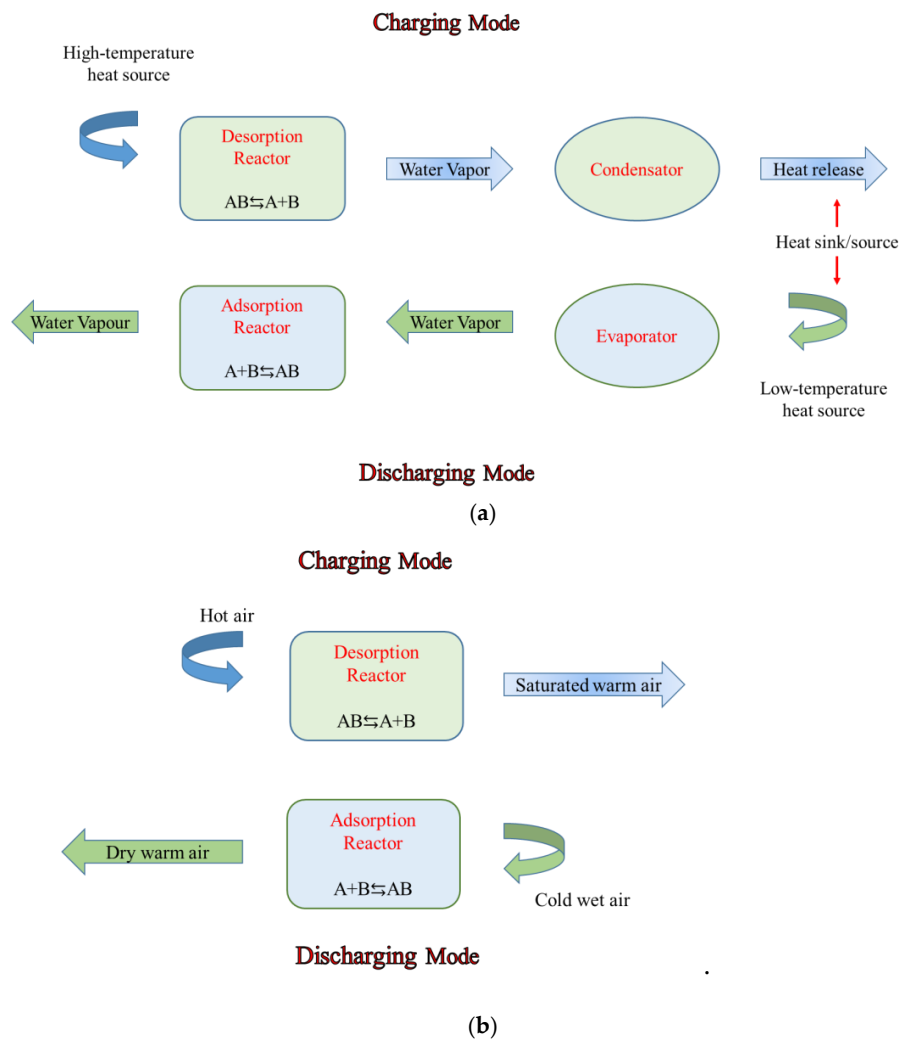 Charging Mode
High-temperature
heat source
Desorption
Reactor
AB⇆A+B
Water Vapor
Condensator
Heat release
Heat sink/source
Water Vapour
Adsorption
Reactor
A+B⇆AB
Water Vapor
Evaporator
Low-temperature
heat source
Discharging Mode
(a)
Charging Mode
Hot air
Desorption
Reactor
AB⇆A+B
Saturated warm air
Dry warm air
Adsorption
Reactor
A+B⇆AB
Cold wet air
Discharging Mode
.
(b)